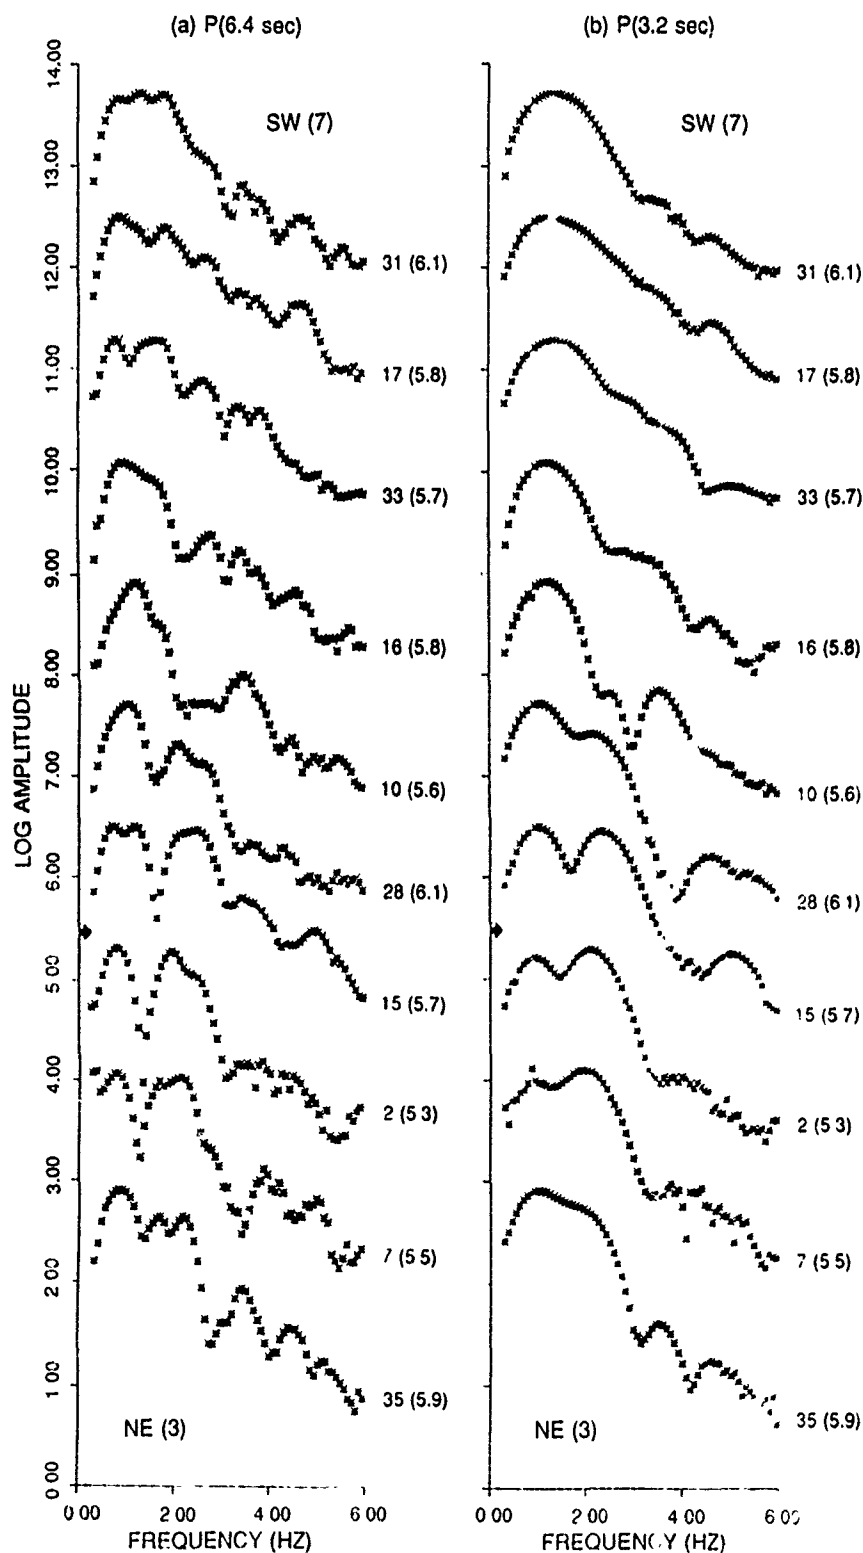 (a) P(6.4 sec)
(b) P(3.2 sec)
LOG AMPLITUDE
14.00
13.00
12.00
11.00
10.00
9.00
8.00
7.00
6.00
5 00
4.00
3.00
2 00
1 00
0 00
SW (7)
31 (6.1)
17 (5.8)
33 (5.7)
16 (5.8)
10 (5.6)
28 (6.1)
15 (5.7)
2 (5 3)
7 (5 5)
35 (5.9)
NE (3)
0 00 2 00 4 00 6 00
FREQUENCY (HZ)
SW (7)
31 (6.1)
17 (5.8)
33 (5.7)
16 (5.8)
10 (5.6)
28 (6 1)
15 (5 7)
2 (5 3)
7 (5 5)
35 (5.9)
NE (3)
0 00 2 00 4 00 6 00
FREQUENCY (HZ)